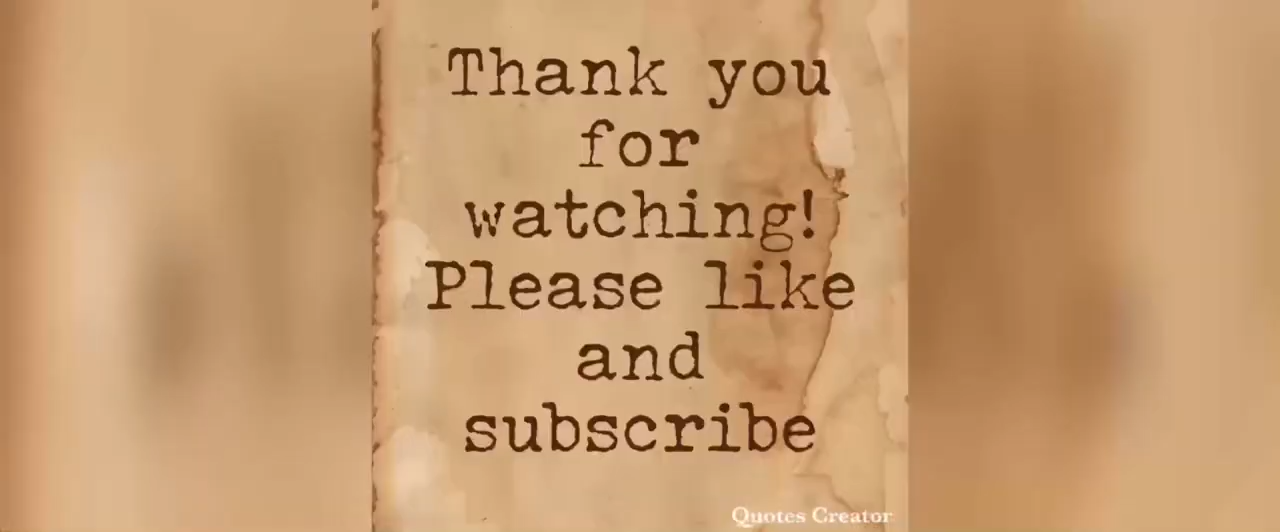 Thank you
for
watching!
Please like
and
subscribe
Quotes Creator